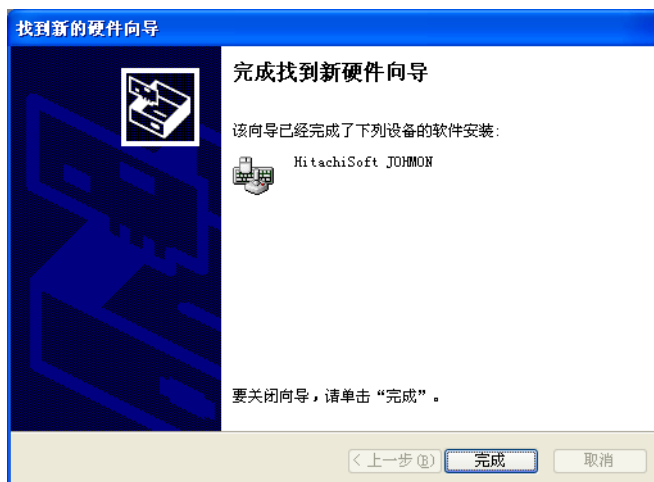 找到新的硬件向导
完成找到新硬件向导
该向导已经完成了下列设备的软件安装:
HitachiSoft JOHMON
要关闭向导，请单击“完成”。
< 上一步(B)
完成
取消